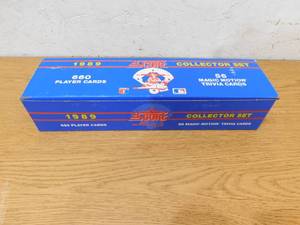 1989 SCORE COLLECTOR SET
660
PLAYER CARDS
56
MAGIC MOTION
TRIVIA CARDS
1989 SCORE COLLECTOR SET
660 PLAYER CARDS 56 MAGIC MOTION TRIVIA CARDS